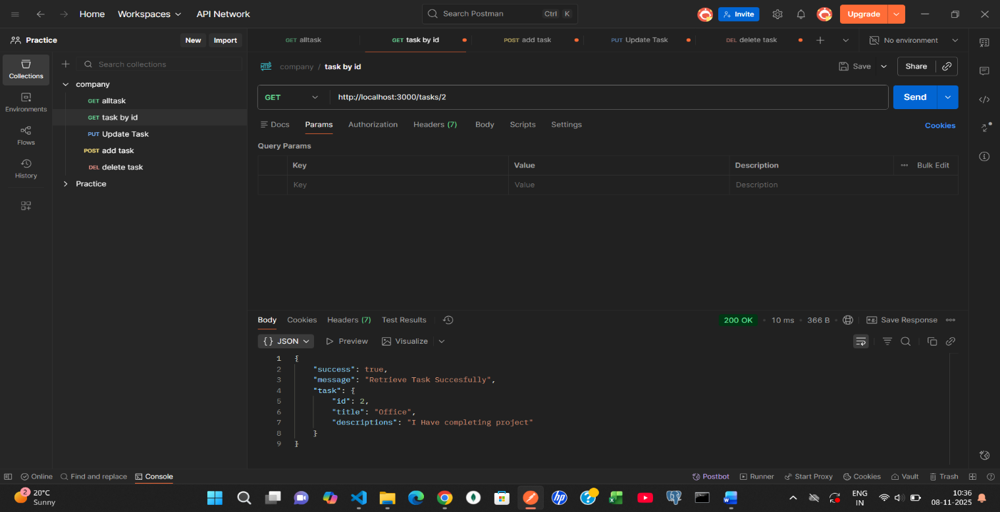 Home Workspaces API Network Search Postman Ctrl K Invite Upgrade
Practice New Import GET alltask GET task by id POST add task PUT Update Task DEL delete task No environment
Collections
Environments
Flows
History
Search collections
company
GET alltask
GET task by id
PUT Update Task
POST add task
DEL delete task
Practice
HTTP company / task by id Save Share
GET http://localhost:3000/tasks/2 Send
Docs Params Authorization Headers (7) Body Scripts Settings Cookies
Query Params
Key Value Description Bulk Edit
Key Value Description
Body Cookies Headers (7) Test Results 200 OK 10 ms 366 B e.g. Save Response
{} JSON Preview Visualize
1 {
2 "success": true,
3 "message": "Retrieve Task Succesfully",
4 "task": {
5 "id": 2,
6 "title": "Office",
7 "descriptions": "I Have completing project"
8 }
9 }
Online Find and replace Console Postbot Runner Start Proxy Cookies Vault Trash
2 20°C
Sunny
hp
ENG
IN
10:36
08-11-2025